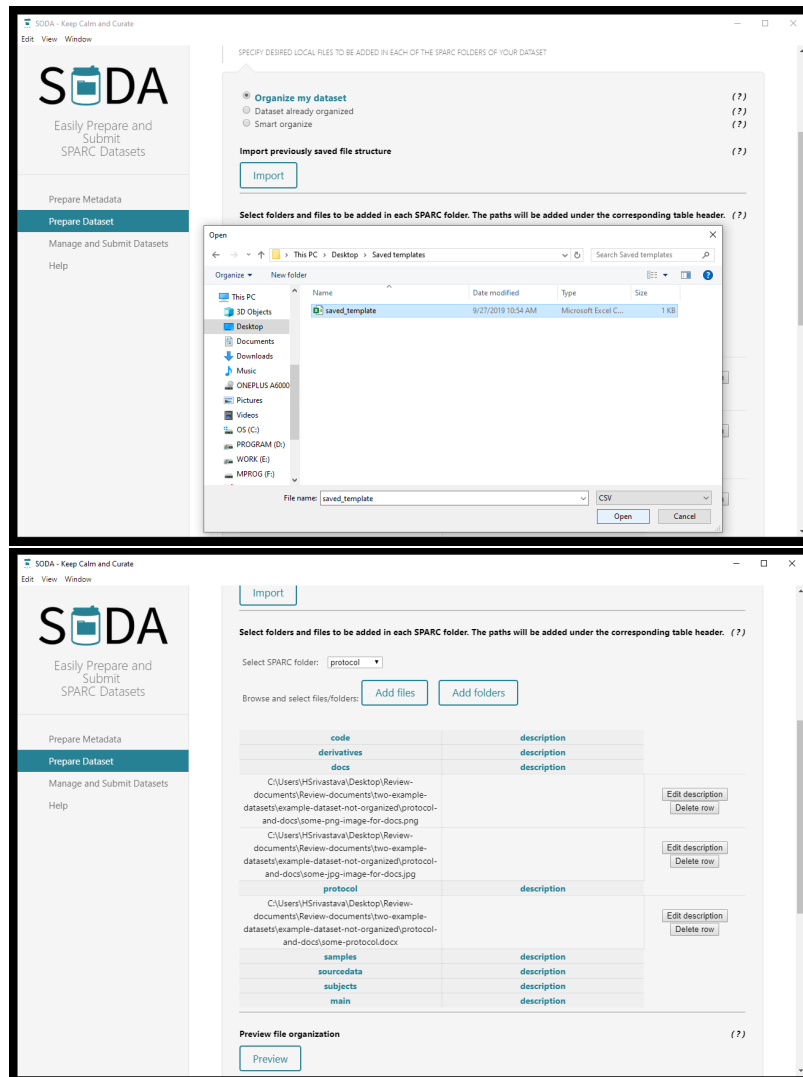 SODA - Keep Calm and Curate
Edit View Window
SPECIFY DESIRED LOCAL FILES TO BE ADDED IN EACH OF THE SPARC FOLDERS OF YOUR DATASET
SODA
Easily Prepare and
Submit
SPARC Datasets
Organize my dataset (?)
Dataset already organized (?)
Smart organize (?)
Import previously saved file structure (?)
Import
Prepare Metadata
Prepare Dataset
Manage and Submit Datasets
Help
Select folders and files to be added in each SPARC folder. The paths will be added under the corresponding table header. (?)
Open
This PC > Desktop > Saved templates
Search Saved templates
Organize New folder
Name Date modified Type Size
saved_template 9/27/2019 10:54 AM Microsoft Excel C... 1 KB
This PC
3D Objects
Desktop
Documents
Downloads
Music
ONEPLUS A6000
Pictures
Videos
OS (C:)
PROGRAM (D:)
WORK (E:)
MPROG (F:)
File name: saved_template CSV
Open Cancel
SODA - Keep Calm and Curate
Edit View Window
Import
SODA
Easily Prepare and
Submit
SPARC Datasets
Prepare Metadata
Prepare Dataset
Manage and Submit Datasets
Help
Select folders and files to be added in each SPARC folder. The paths will be added under the corresponding table header. (?)
Select SPARC folder: protocol
Browse and select files/folders: Add files Add folders
code description
derivatives description
docs description
C:\Users\HSrivastava\Desktop\Review-
documents\Review-documents\two-example-
datasets\example-dataset-not-organized\protocol-
and-docs\some-png-image-for-docs.png
Edit description
Delete row
C:\Users\HSrivastava\Desktop\Review-
documents\Review-documents\two-example-
datasets\example-dataset-not-organized\protocol-
and-docs\some-jpg-image-for-docs.jpg
Edit description
Delete row
protocol description
C:\Users\HSrivastava\Desktop\Review-
documents\Review-documents\two-example-
datasets\example-dataset-not-organized\protocol-
and-docs\some-protocol.docx
Edit description
Delete row
samples description
sourcedata description
subjects description
main description
Preview file organization (?)
Preview